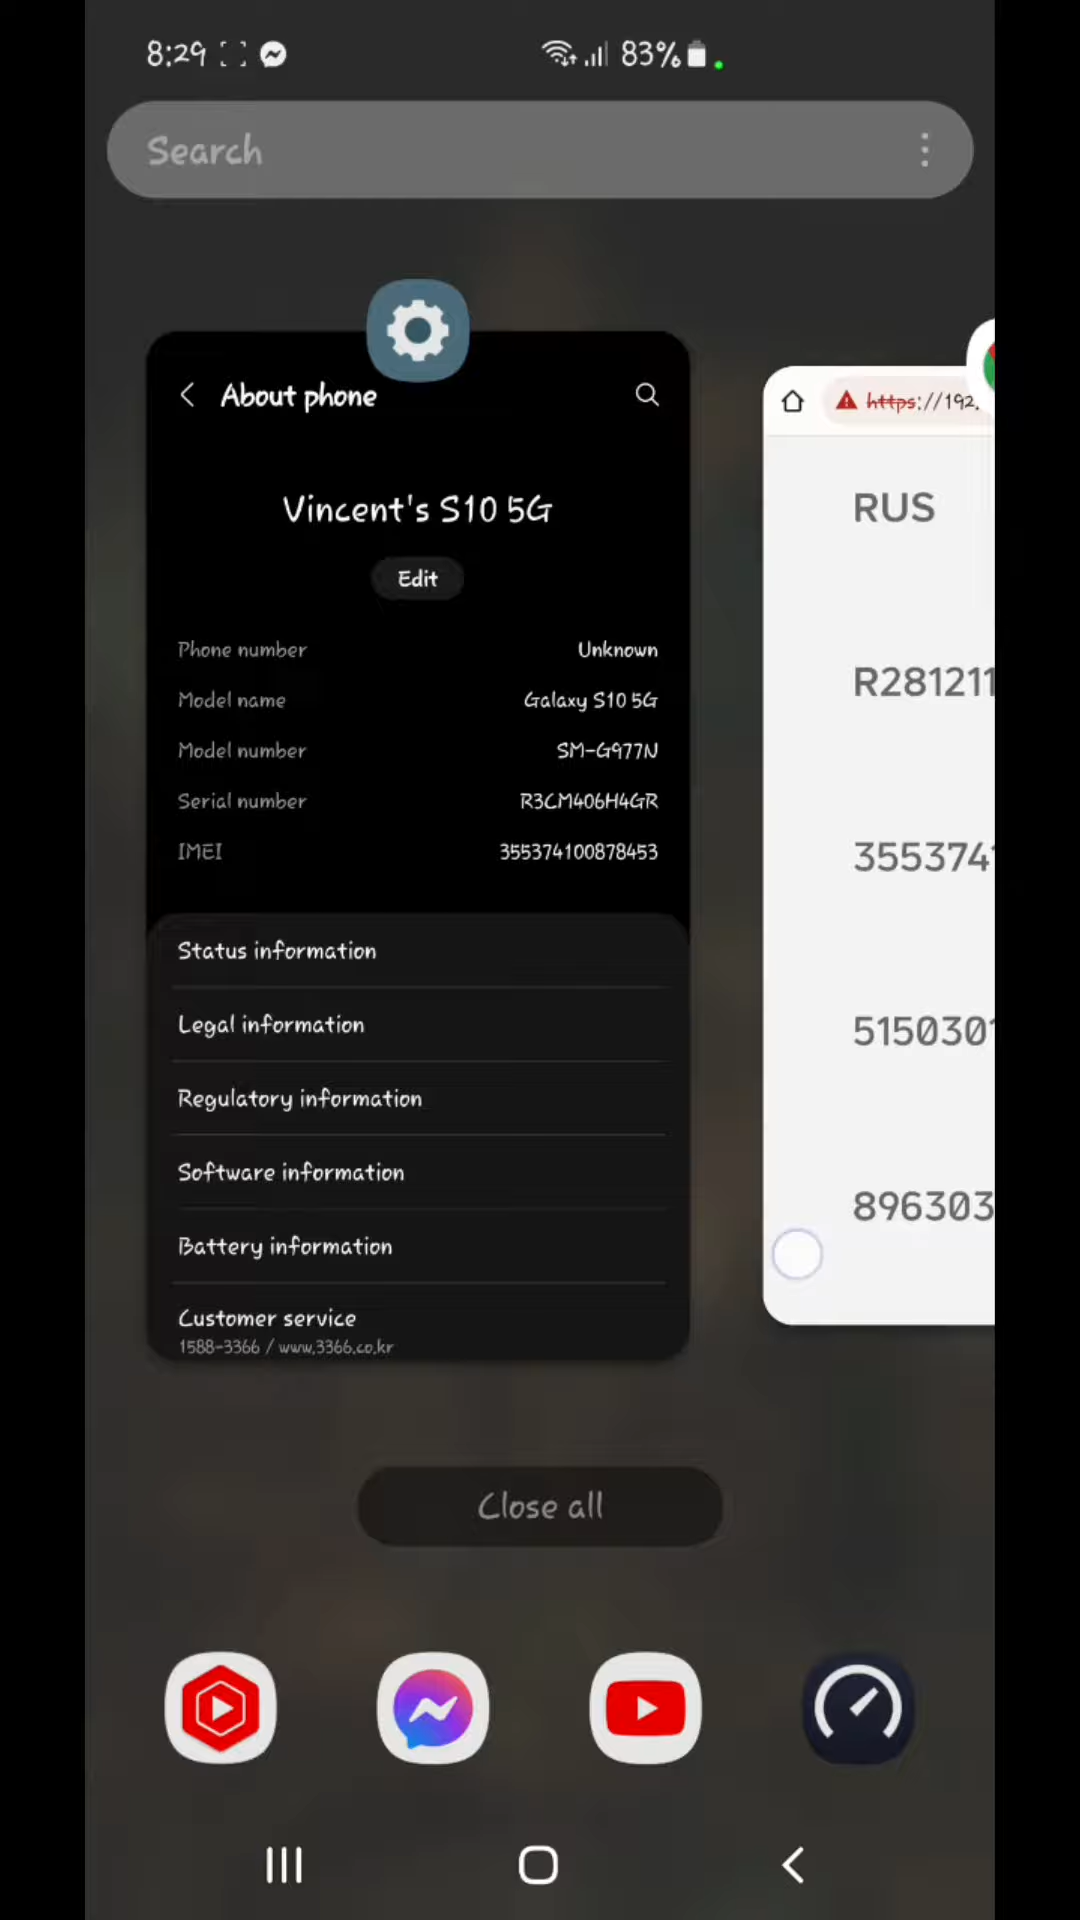 8:29
83%
Search
About phone
Vincent's S10 5G
Edit
Phone number Unknown
Model name Galaxy S10 5G
Model number SM-G977N
Serial number R3CM406H4GR
IMEI 355374100878453
Status information
Legal information
Regulatory information
Software information
Battery information
Customer service
1588-3366 / www.3366.co.kr
https://192.
RUS
R281211
3553741
5150301
896303
Close all